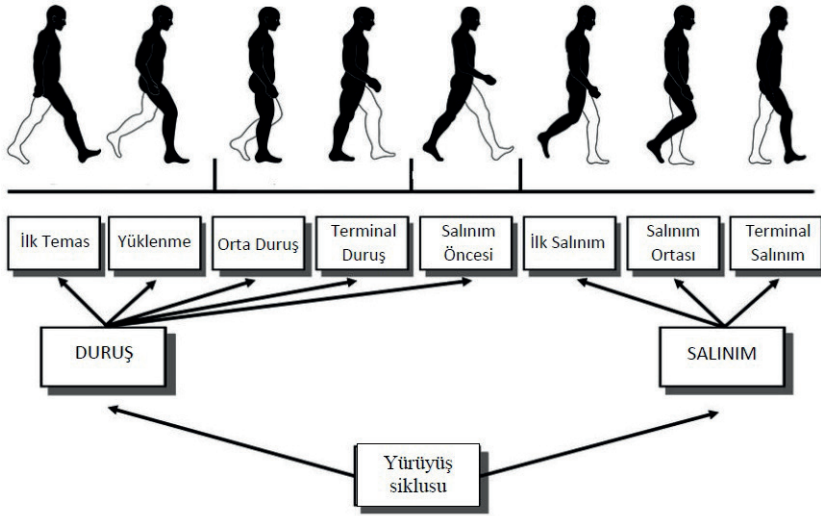 İlk Temas
Yüklenme
Orta Duruş
Terminal
Duruş
Salınım
Öncesi
İlk Salınım
Salınım
Ortası
Terminal
Salınım
DURUŞ
SALINIM
Yürüyüş
siklusu